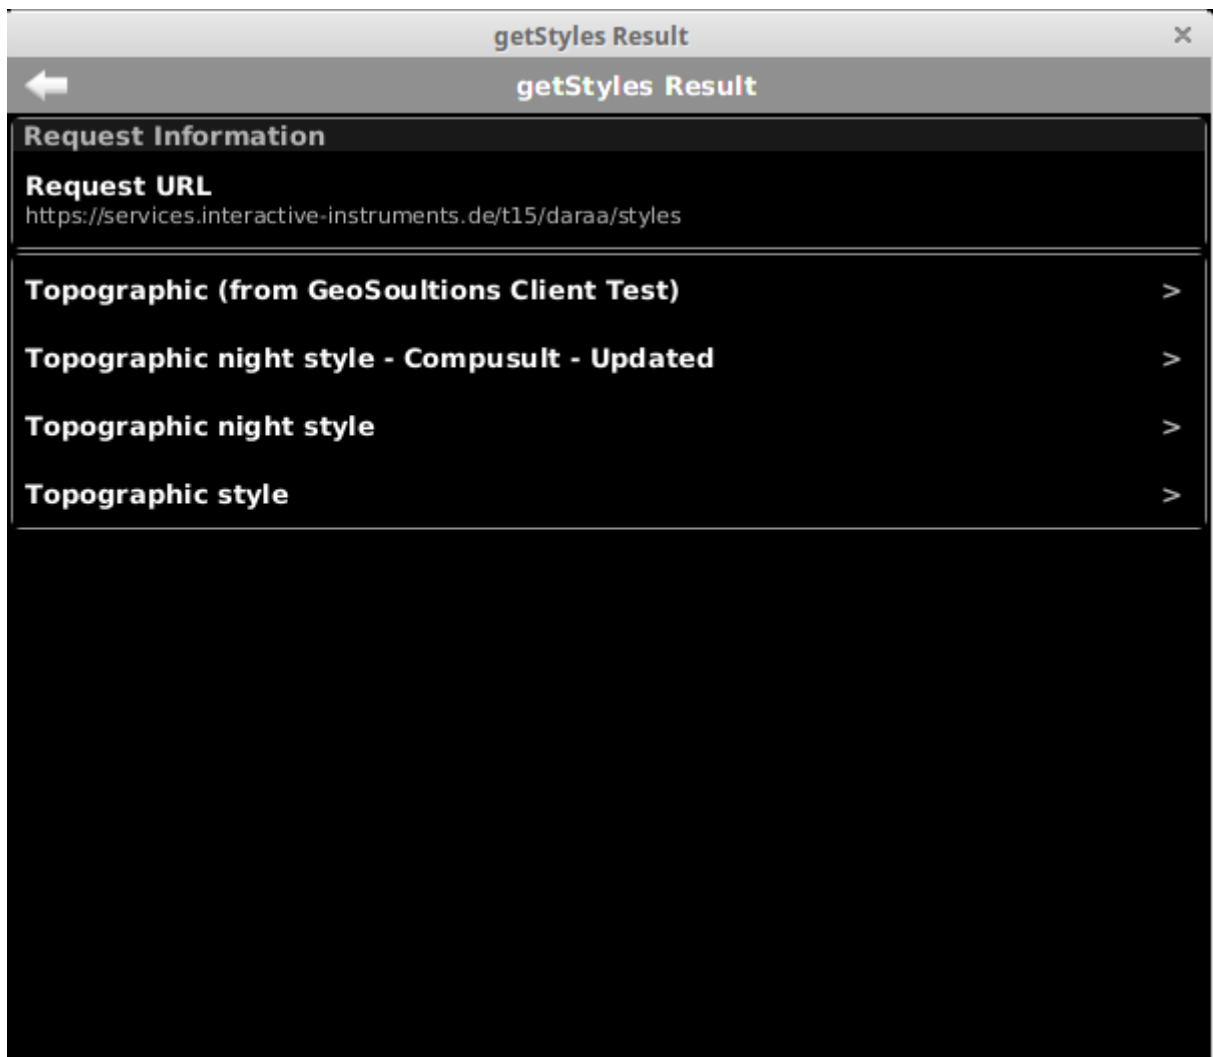 getStyles Result ×
getStyles Result
Request Information
Request URL
https://services.interactive-instruments.de/t15/daraa/styles
Topographic (from GeoSoultions Client Test) >
Topographic night style - Compusult - Updated >
Topographic night style >
Topographic style >